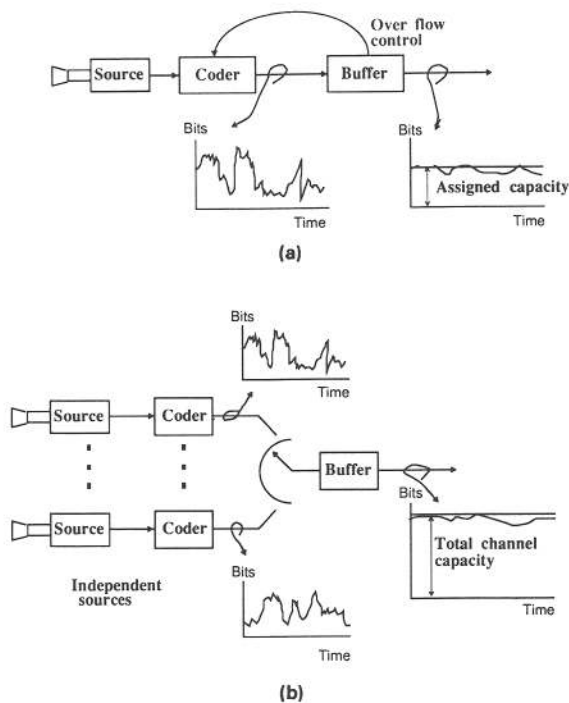 Over flow
control
Source
Coder
Buffer
Bits
Time
Bits
Assigned capacity
Time
(a)
Bits
Time
Source
Coder
Buffer
Source
Coder
Bits
Total channel
capacity
Time
Independent
sources
Bits
Time
(b)